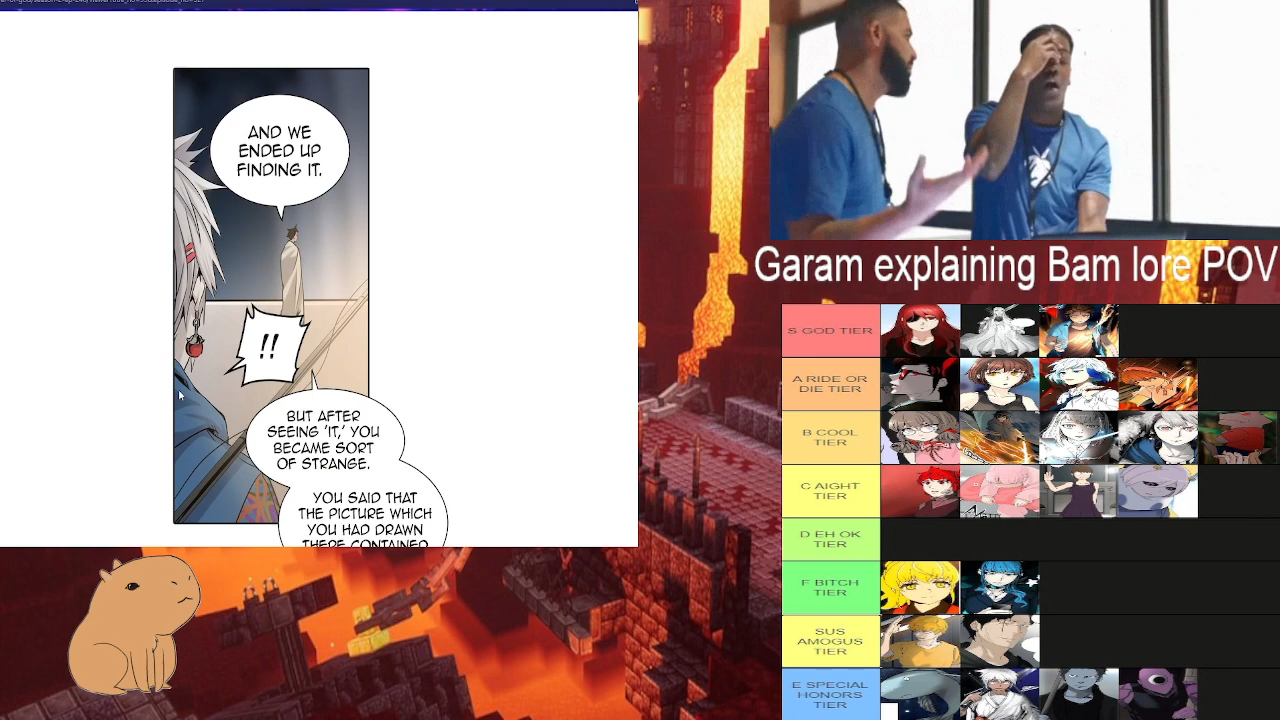 AND WE
ENDED UP
FINDING IT.
!!
BUT AFTER
SEEING 'IT,' YOU
BECAME SORT
OF STRANGE.
YOU SAID THAT
THE PICTURE WHICH
YOU HAD DRAWN
THERE CONTAINED
Garam explaining Bam lore POV
S GOD TIER
A RIDE OR
DIE TIER
B COOL
TIER
C AIGHT
TIER
D EH OK
TIER
F BITCH
TIER
SUS
AMOGUS
TIER
E SPECIAL
HONORS
TIER